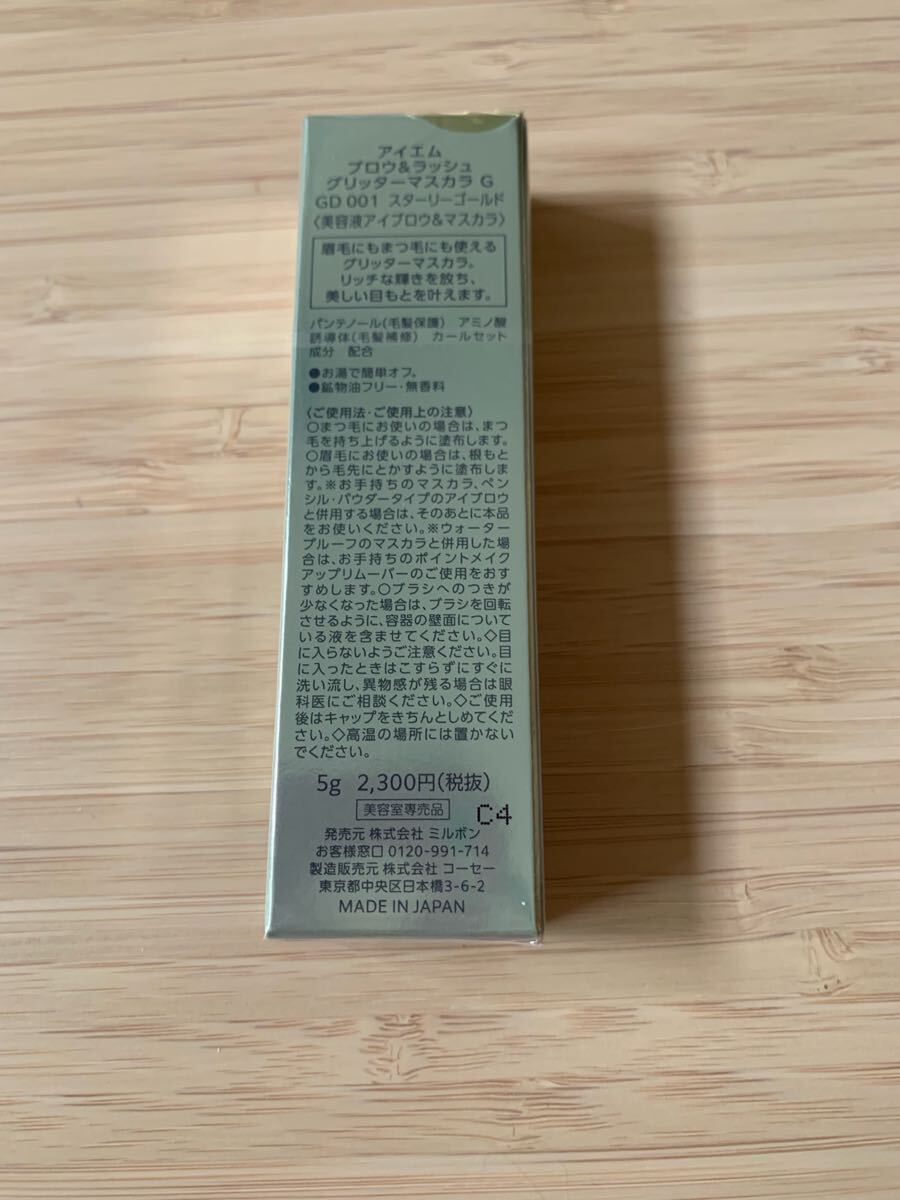 アイエム
ブロウ&ラッシュ
グリッターマスカラ G
GD 001 スターリーゴールド
〈美容液アイブロウ&マスカラ〉
眉毛にもまつ毛にも使える
グリッターマスカラ。
リッチな輝きを放ち、
美しい目もとを叶えます。
パンテノール(毛髪保護) アミノ酸
誘導体(毛髪補修) カールセット
成分 配合
●お湯で簡単オフ。
●鉱物油フリー・無香料
〈ご使用法・ご使用上の注意〉
○まつ毛にお使いの場合は、まつ
毛を持ち上げるように塗布します。
○眉毛にお使いの場合は、根もと
から毛先にとかすように塗布しま
す。※お手持ちのマスカラ、ペン
シル・パウダータイプのアイブロウ
と併用する場合は、そのあとに本品
をお使いください。※ウォーター
プルーフのマスカラと併用した場
合は、お手持ちのポイントメイク
アップリムーバーのご使用をおす
すめします。○ブラシへのつきが
少なくなった場合は、ブラシを回転
させるように、容器の壁面について
いる液を含ませてください。◇目
に入らないようご注意ください。目
に入ったときはこすらずにすぐに
洗い流し、異物感が残る場合は眼
科医にご相談ください。◇ご使用
後はキャップをきちんとしめてくだ
さい。◇高温の場所には置かない
でください。
5g 2,300円(税抜)
美容室専売品 C4
発売元 株式会社 ミルボン
お客様窓口 0120-991-714
製造販売元 株式会社 コーセー
東京都中央区日本橋3-6-2
MADE IN JAPAN